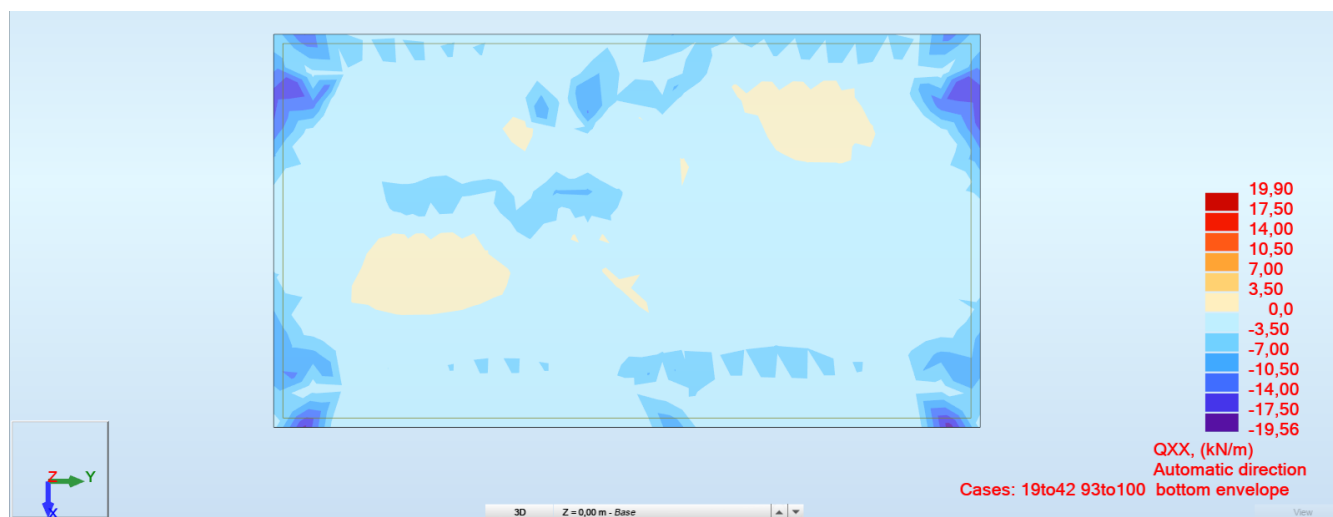 19,90
17,50
14,00
10,50
7,00
3,50
0,0
-3,50
-7,00
-10,50
-14,00
-17,50
-19,56
QXX, (kN/m)
Automatic direction
Cases: 19to42 93to100 bottom envelope
Z
Y
X
3D Z = 0,00 m - Base
View